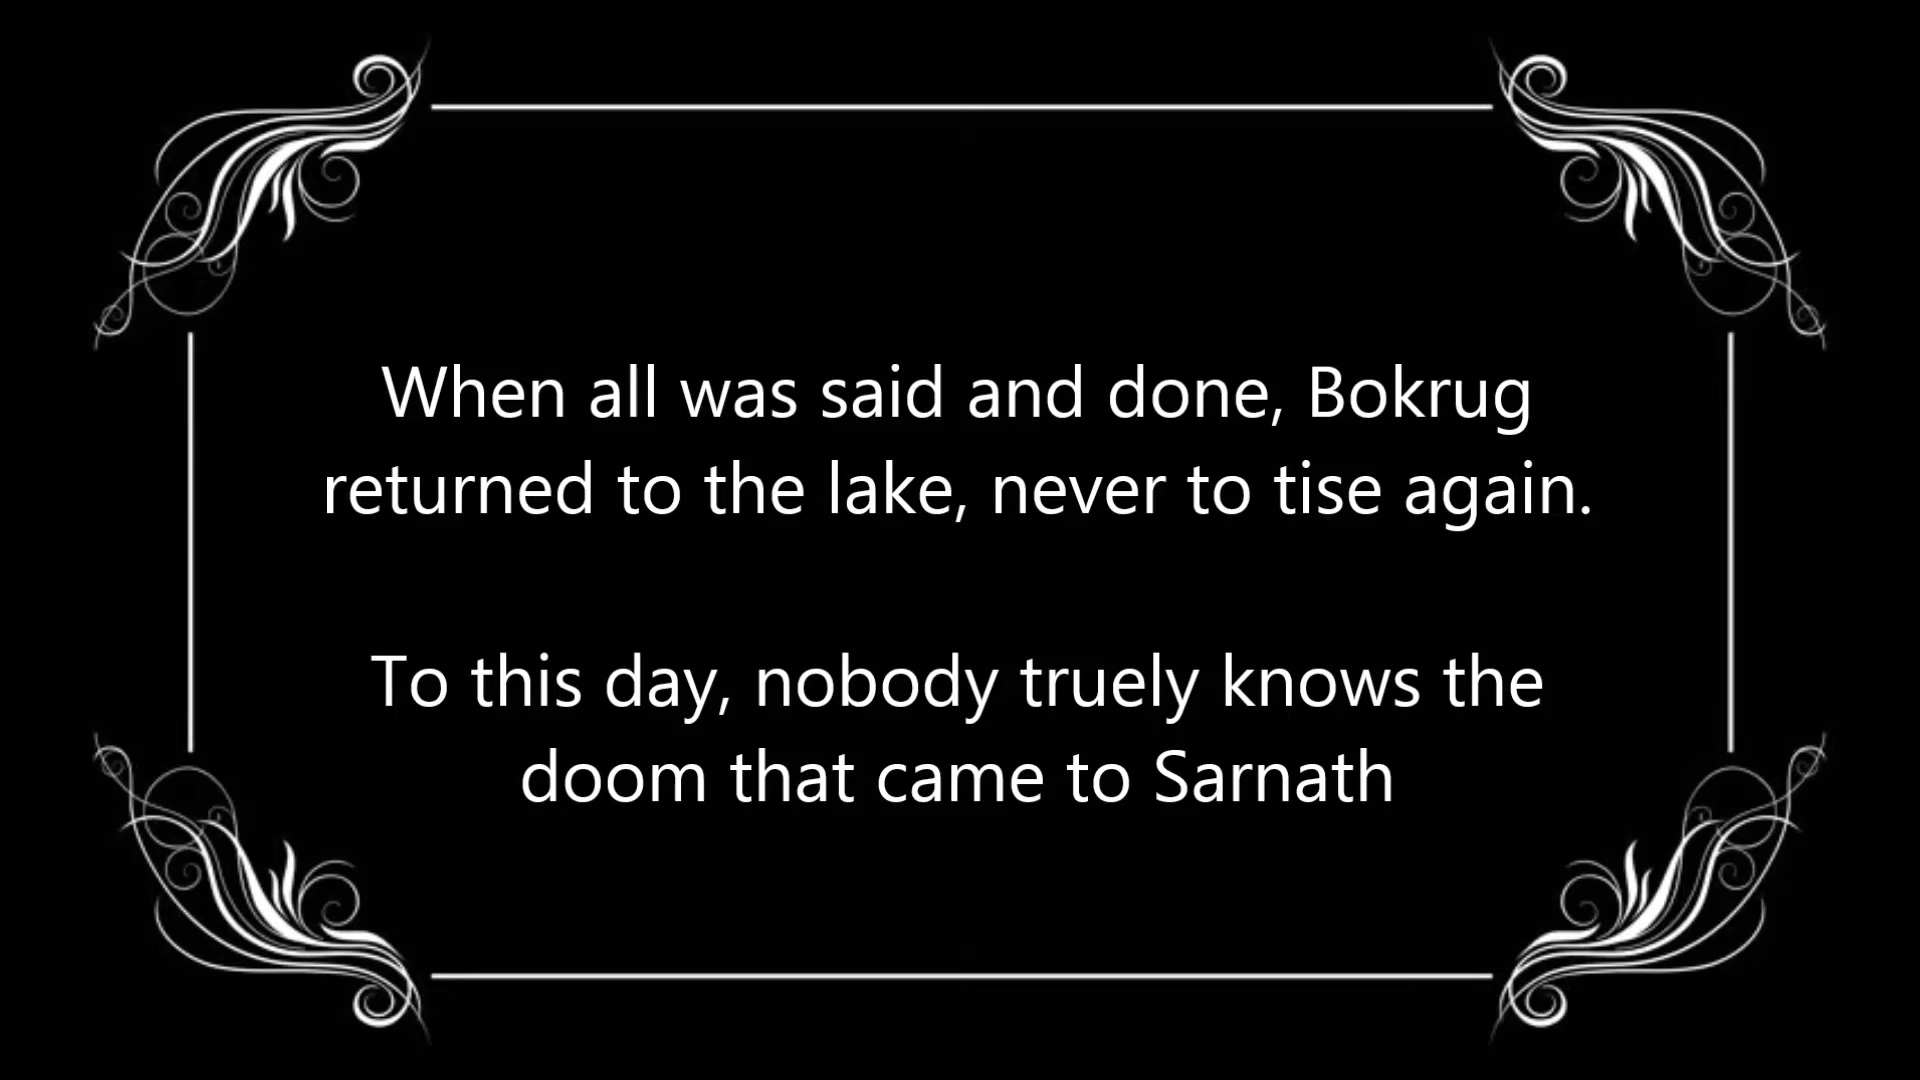 When all was said and done, Bokrug
returned to the lake, never to tise again.
To this day, nobody truely knows the
doom that came to Sarnath